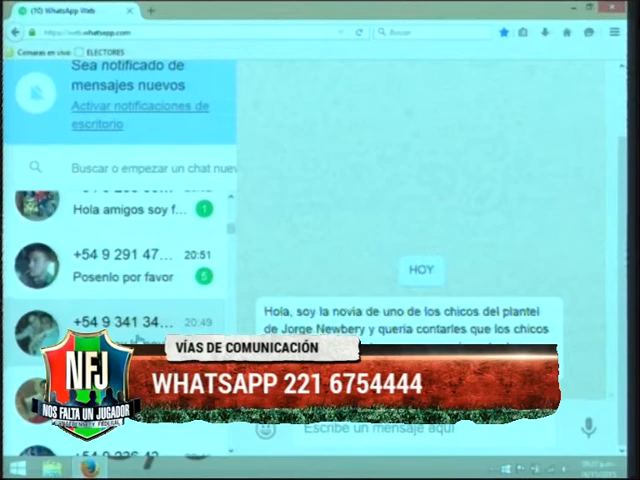 (10) WhatsApp Web
https://web.whatsapp.com
Buscar
Camaras en vivo
ELECTORES
Sea notificado de
mensajes nuevos
Activar notificaciones de
escritorio
Buscar o empezar un chat nuev
Hola amigos soy f... 1
+54 9 291 47... 20:51
Posenlo por favor 5
+54 9 341 34... 20:49
HOY
Hola, soy la novia de uno de los chicos del plantel
de Jorge Newbery y queria contarles que los chicos
VÍAS DE COMUNICACIÓN
WHATSAPP 221 6754444
NFJ
NOS FALTA UN JUGADOR
Escribe un mensaje aquí